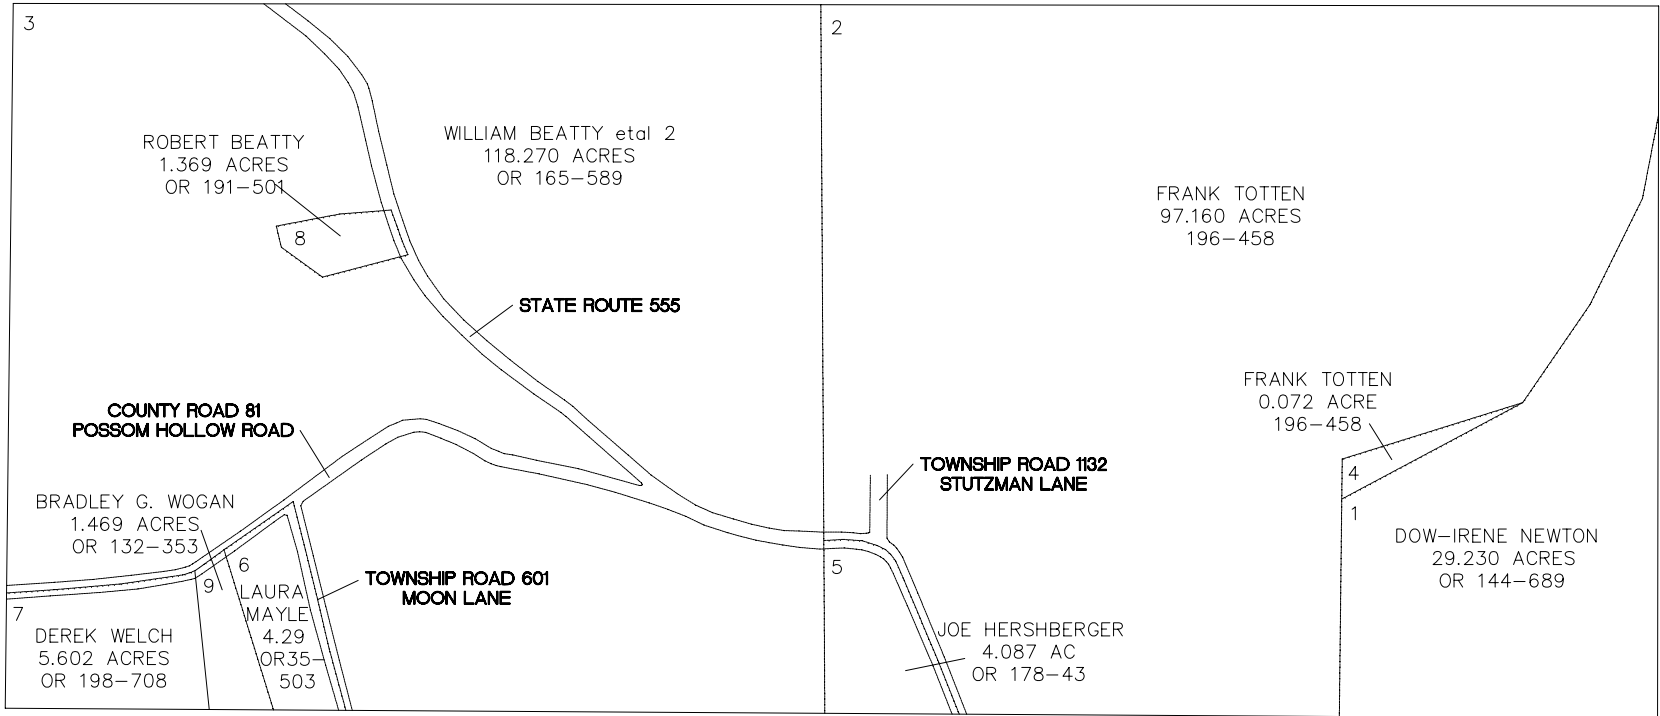 3
2
ROBERT BEATTY
1.369 ACRES
OR 191-501
8
WILLIAM BEATTY etal 2
118.270 ACRES
OR 165-589
FRANK TOTTEN
97.160 ACRES
196-458
STATE ROUTE 555
COUNTY ROAD 81
POSSOM HOLLOW ROAD
FRANK TOTTEN
0.072 ACRE
196-458
4
1
TOWNSHIP ROAD 1132
STUTZMAN LANE
BRADLEY G. WOGAN
1.469 ACRES
OR 132-353
9
6
5
DOW-IRENE NEWTON
29.230 ACRES
OR 144-689
TOWNSHIP ROAD 601
MOON LANE
LAURA
MAYLE
4.29
OR35-
503
7
DEREK WELCH
5.602 ACRES
OR 198-708
JOE HERSHBERGER
4.087 AC
OR 178-43